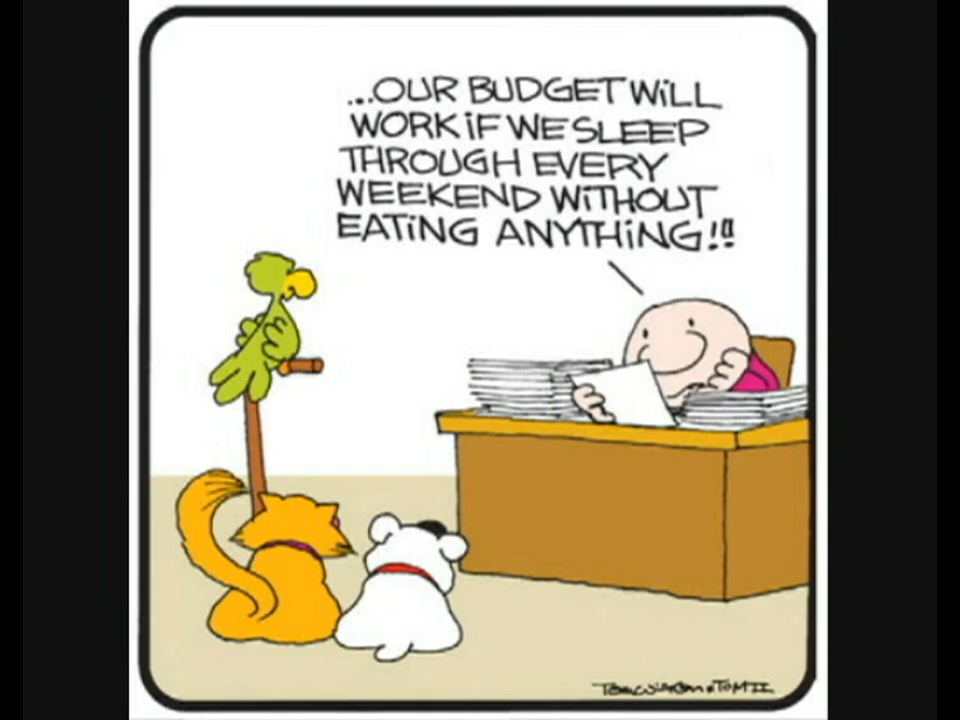 ...OUR BUDGET WiLL
WORK iF WE SLEEP
THROUGH EVERY
WEEKEND WiTHOUT
EATiNG ANYTHiNG!!!